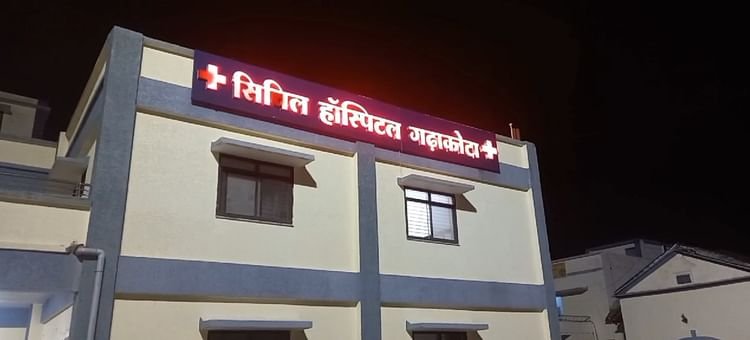 सिविल हॉस्पिटल गढ़ाकोटा